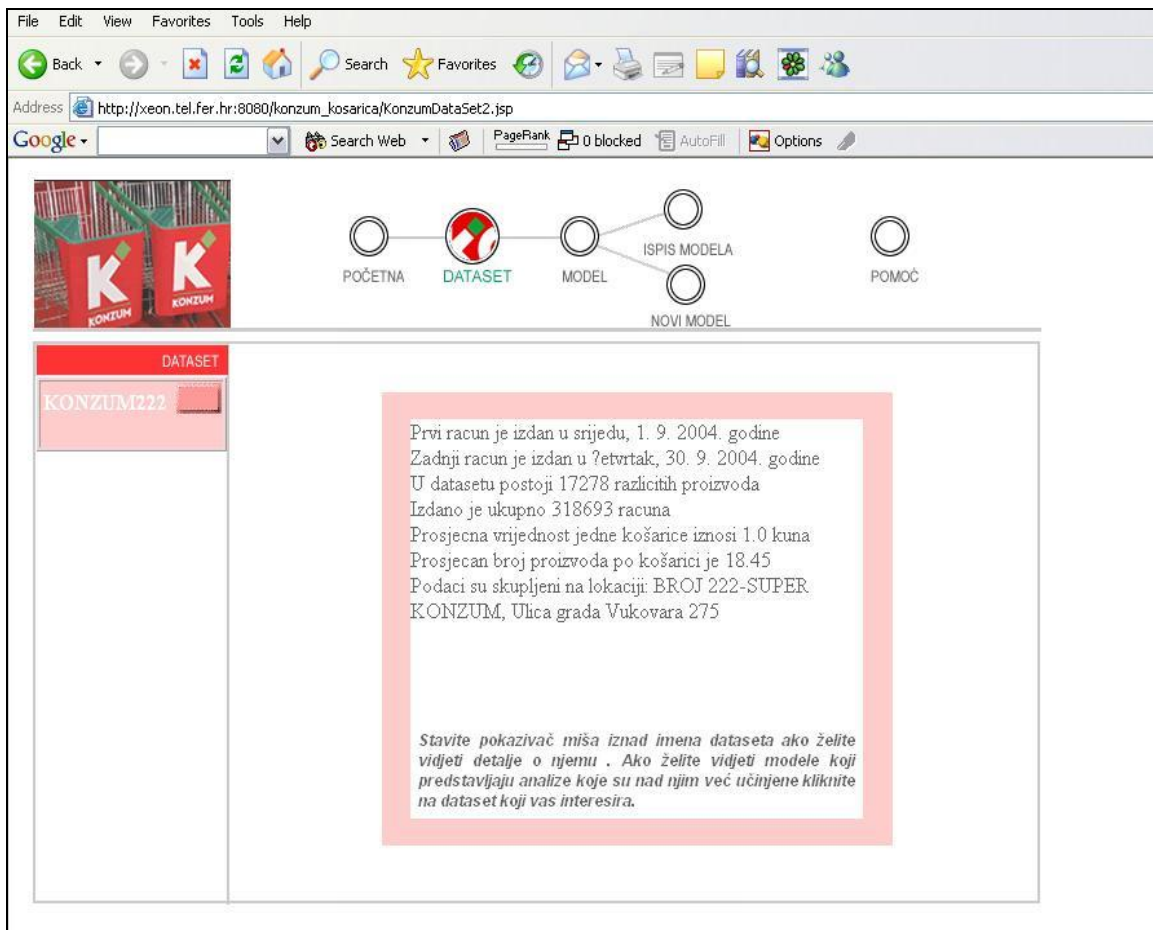 File Edit View Favorites Tools Help
Back Search Favorites
Address http://xeon.tel.fer.hr:8080/konzum_kosarica/KonzumDataSet2.jsp
Google Search Web PageRank 0 blocked AutoFill Options
K KONZUM
K KONZUM
POČETNA
DATASET
MODEL
ISPIS MODELA
NOVI MODEL
POMOĆ
DATASET
KONZUM222
Prvi racun je izdan u srijedu, 1. 9. 2004. godine
Zadnji racun je izdan u ?etvrtak, 30. 9. 2004. godine
U datasetu postoji 17278 razlicitih proizvoda
Izdano je ukupno 318693 racuna
Prosjecna vrijednost jedne košarice iznosi 1.0 kuna
Prosjecan broj proizvoda po košarici je 18.45
Podaci su skupljeni na lokaciji: BROJ 222-SUPER
KONZUM, Ulica grada Vukovara 275
Stavite pokazivač miša iznad imena dataseta ako želite
vidjeti detalje o njemu . Ako želite vidjeti modele koji
predstavljaju analize koje su nad njim već učinjene kliknite
na dataset koji vas interesira.